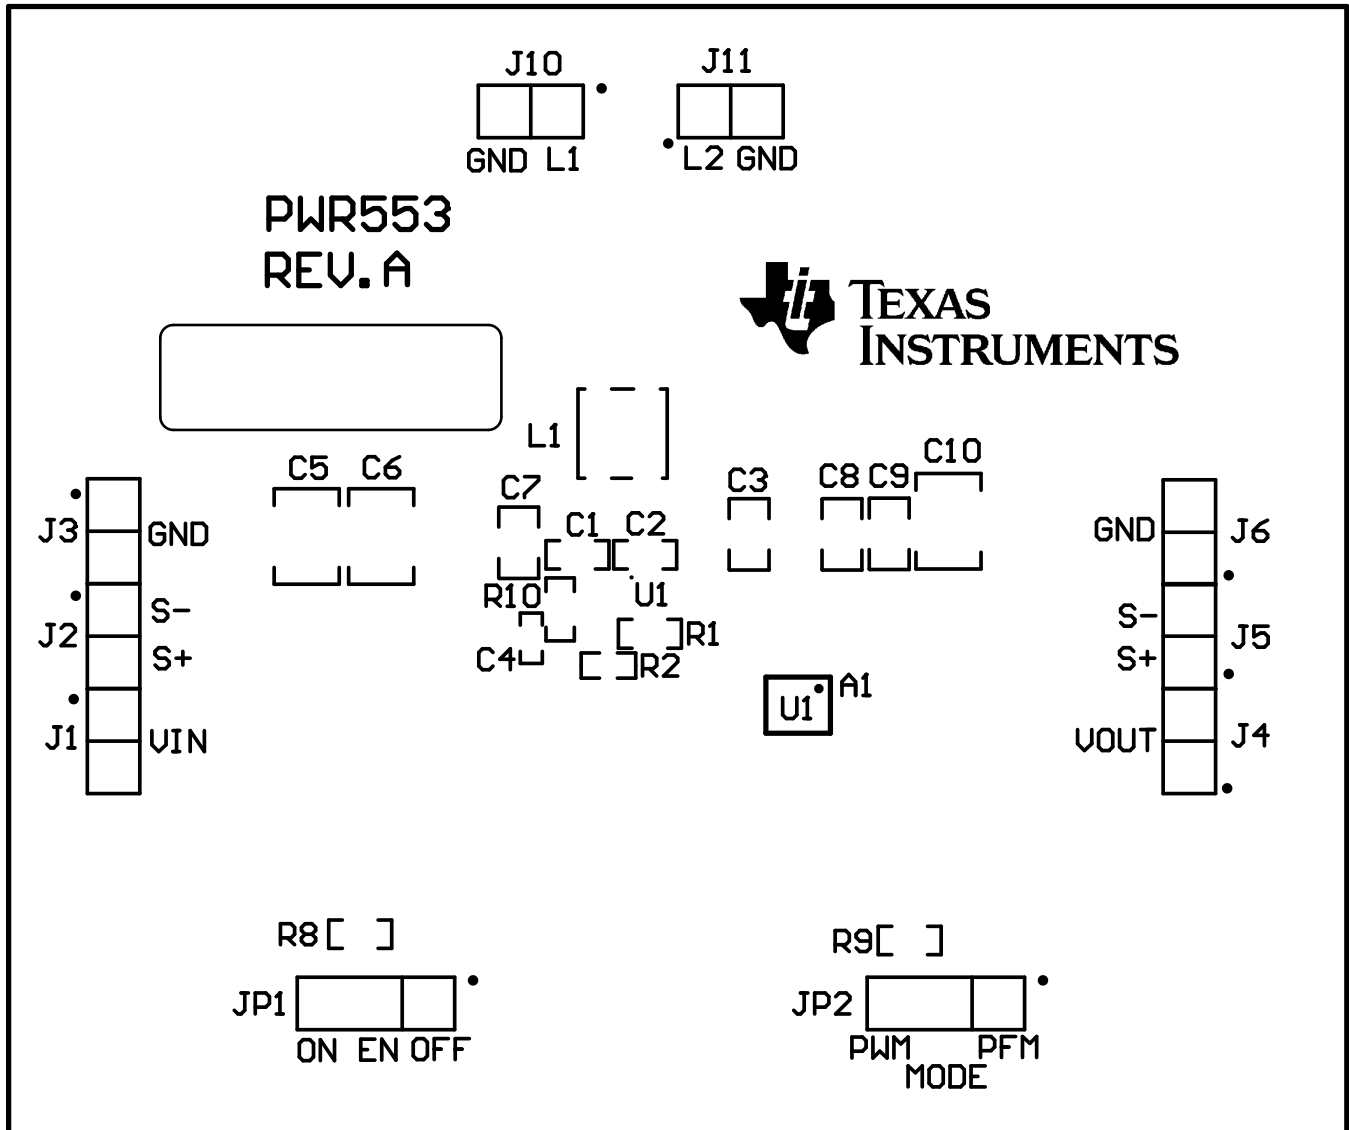 J10 J11
GND L1 L2 GND
PWR553
REV.A
TEXAS
INSTRUMENTS
L1
C5 C6 C7 C3 C8 C9 C10
J3 GND C1 C2 GND J6
R10 U1
J2 S- S- J5
S+ S+
C4 R2 R1
U1 A1
J1 VIN VOUT J4
R8 R9
JP1 JP2
ON EN OFF PWM PFM
MODE